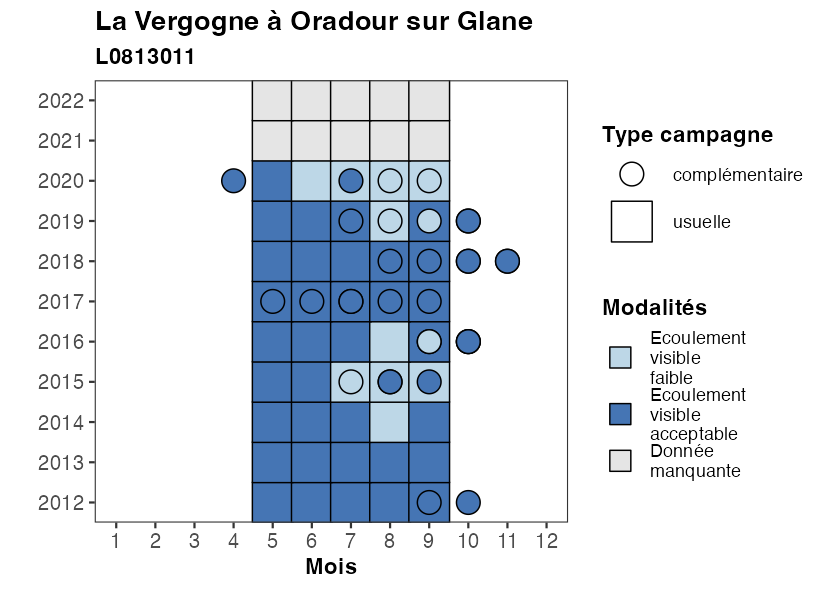 La Vergogne à Oradour sur Glane
L0813011
2022
2021
2020
2019
2018
2017
2016
2015
2014
2013
2012
1 2 3 4 5 6 7 8 9 10 11 12
Mois
Type campagne
complémentaire
usuelle
Modalités
Ecoulement
visible
faible
Ecoulement
visible
acceptable
Donnée
manquante